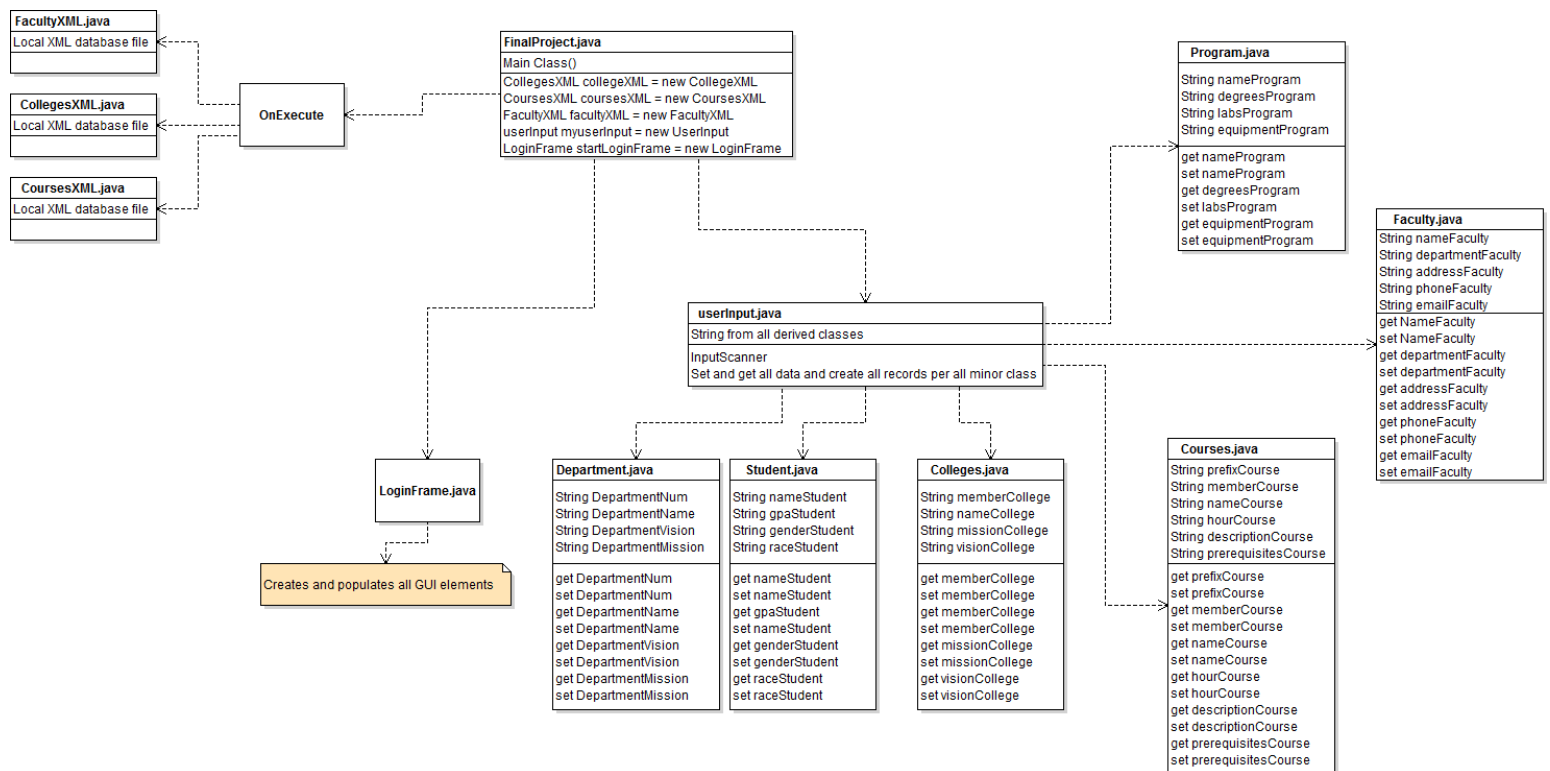 FacultyXML.java
Local XML database file
CollegesXML.java
Local XML database file
CoursesXML.java
Local XML database file
OnExecute
FinalProject.java
Main Class()
CollegesXML collegeXML = new CollegeXML
CoursesXML coursesXML = new CoursesXML
FacultyXML facultyXML = new FacultyXML
userInput myuserInput = new UserInput
LoginFrame startLoginFrame = new LoginFrame
Program.java
String nameProgram
String degreesProgram
String labsProgram
String equipmentProgram
get nameProgram
set nameProgram
get degreesProgram
set labsProgram
get equipmentProgram
set equipmentProgram
Faculty.java
String nameFaculty
String departmentFaculty
String addressFaculty
String phoneFaculty
String emailFaculty
get NameFaculty
set NameFaculty
get departmentFaculty
set departmentFaculty
get addressFaculty
set addressFaculty
get phoneFaculty
set phoneFaculty
get emailFaculty
set emailFaculty
userInput.java
String from all derived classes
InputScanner
Set and get all data and create all records per all minor class
LoginFrame.java
Creates and populates all GUI elements
Department.java
String DepartmentNum
String DepartmentName
String DepartmentVision
String DepartmentMission
get DepartmentNum
set DepartmentNum
get DepartmentName
set DepartmentName
get DepartmentVision
set DepartmentVision
get DepartmentMission
set DepartmentMission
Student.java
String nameStudent
String gpaStudent
String genderStudent
String raceStudent
get nameStudent
set nameStudent
get gpaStudent
set nameStudent
get genderStudent
set genderStudent
get raceStudent
set raceStudent
Colleges.java
String memberCollege
String nameCollege
String missionCollege
String visionCollege
get memberCollege
set memberCollege
get memberCollege
set memberCollege
get missionCollege
set missionCollege
get visionCollege
set visionCollege
Courses.java
String prefixCourse
String memberCourse
String nameCourse
String hourCourse
String descriptionCourse
String prerequisitesCourse
get prefixCourse
set prefixCourse
get memberCourse
set memberCourse
get nameCourse
set nameCourse
get hourCourse
set hourCourse
get descriptionCourse
set descriptionCourse
get prerequisitesCourse
set prerequisitesCourse